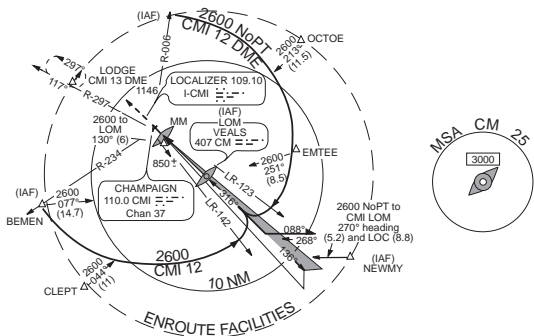 (IAF)
2600 NoPT
CMI 12 DME
R-006
OCTOE
2600
213°
(11.5)
297°
117°
R-297
LODGE
CMI 13 DME
1146
LOCALIZER 109.10
I-CMI
2600 to
LOM
130° (6)
MM
(IAF)
LOM
VEALS
407 CM
R-234
850±
EMTEE
2600
251°
(8.5)
LR-123
316°
(IAF)
BEMEN
2600
077°
(14.7)
CHAMPAIGN
110.0 CMI
Chan 37
LR-142
2600 NoPT to
CMI LOM
270° heading
(5.2) and LOC (8.8)
088°
268°
136°
(IAF)
NEWMY
2600
CMI 12
CLEPT
2600
044°
(11)
10 NM
ENROUTE FACILITIES
MSA CM 25
3000